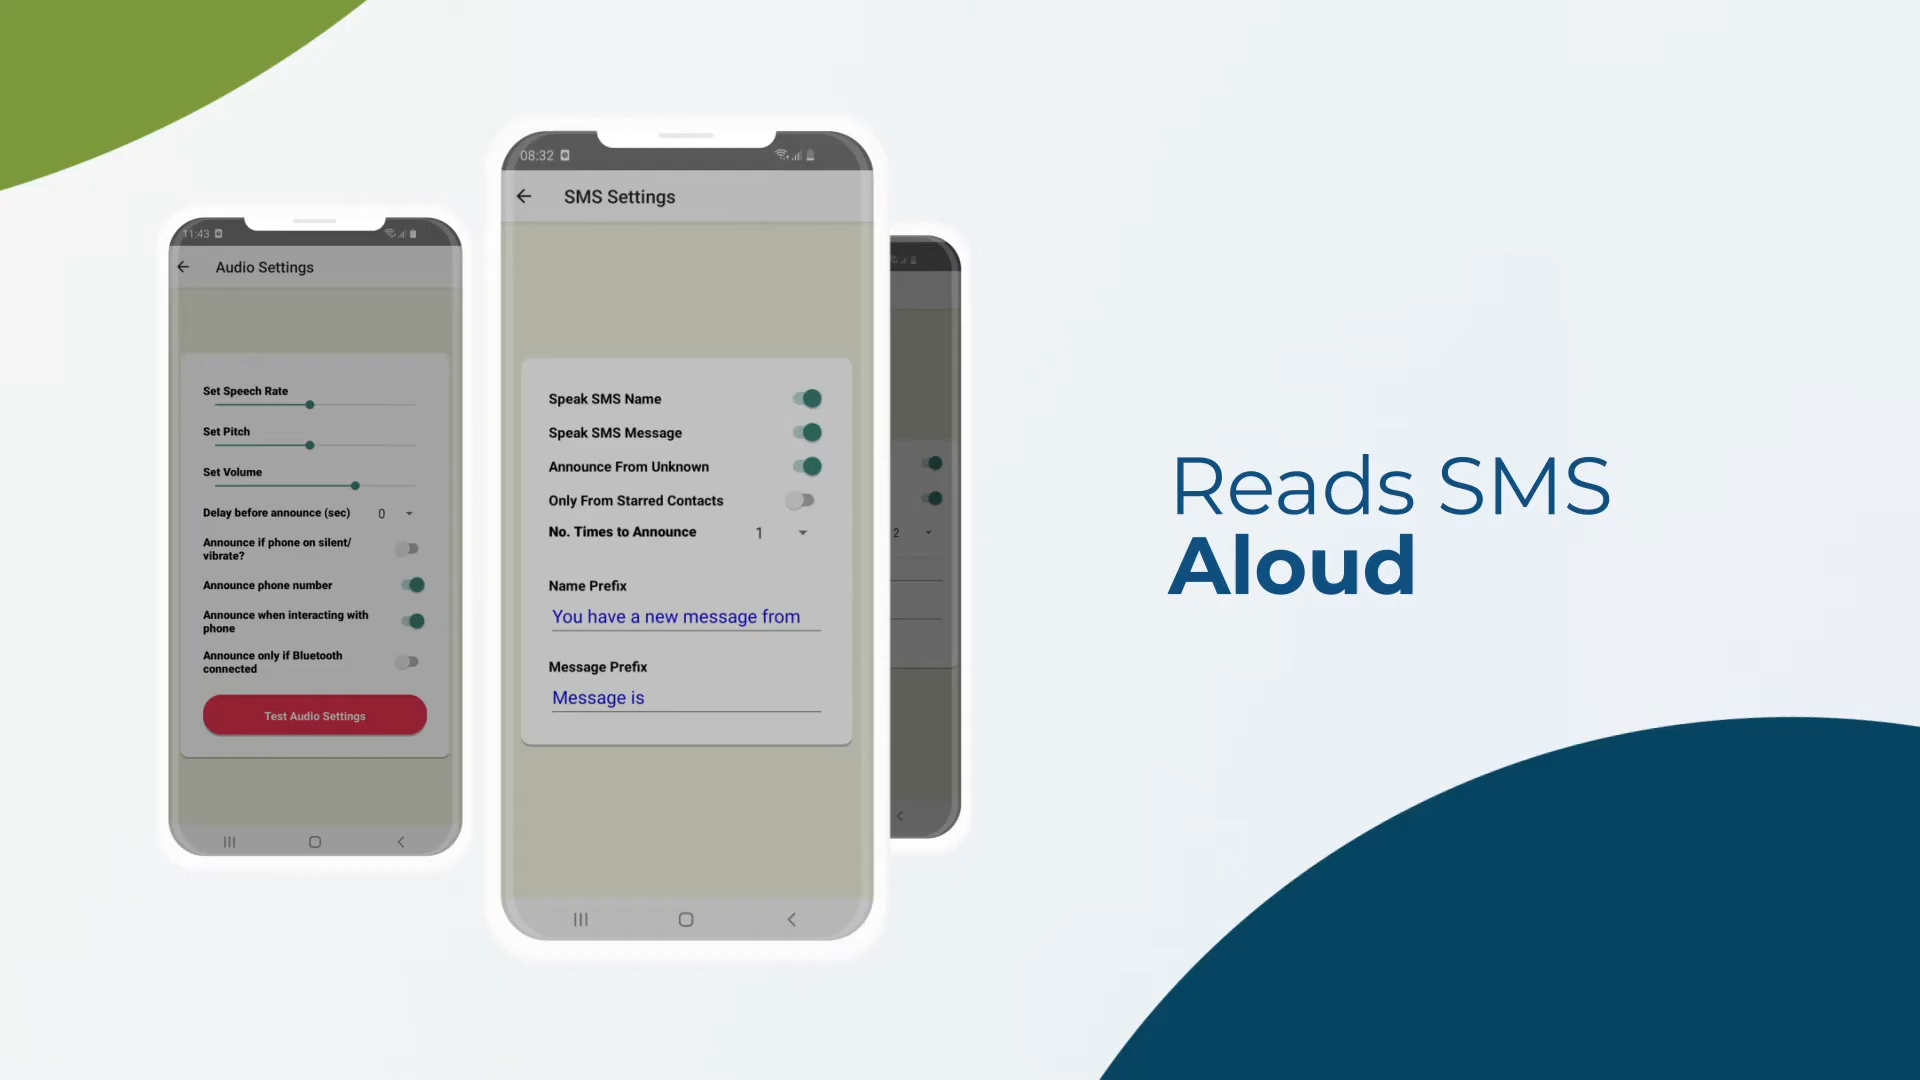 11:43
Audio Settings
Set Speech Rate
Set Pitch
Set Volume
Delay before announce (sec) 0
Announce if phone on silent/
vibrate?
Announce phone number
Announce when interacting with
phone
Announce only if Bluetooth
connected
Test Audio Settings
08:32
SMS Settings
Speak SMS Name
Speak SMS Message
Announce From Unknown
Only From Starred Contacts
No. Times to Announce 1
Name Prefix
You have a new message from
Message Prefix
Message is
2
Reads SMS
Aloud